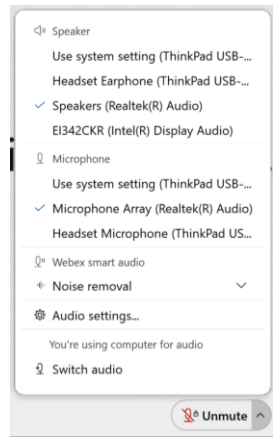 Speaker
Use system setting (ThinkPad USB-...
Headset Earphone (ThinkPad USB-...
Speakers (Realtek(R) Audio)
EI342CKR (Intel(R) Display Audio)
Microphone
Use system setting (ThinkPad USB-...
Microphone Array (Realtek(R) Audio)
Headset Microphone (ThinkPad US...
Webex smart audio
Noise removal
Audio settings...
You're using computer for audio
Switch audio
Unmute